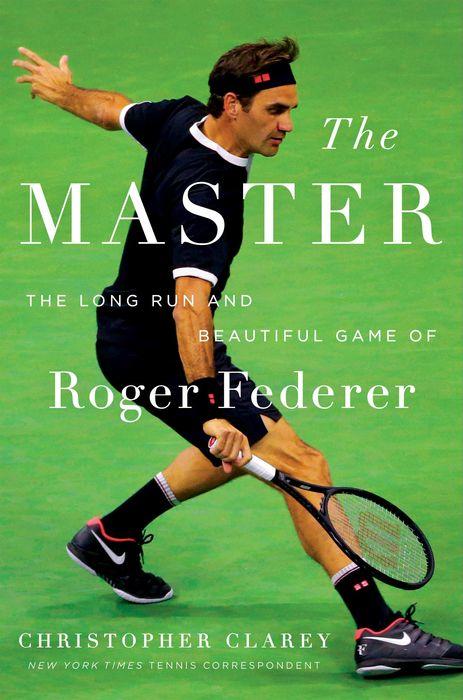 The
MASTER
THE LONG RUN AND
BEAUTIFUL GAME OF
Roger Federer
CHRISTOPHER CLAREY
NEW YORK TIMES TENNIS CORRESPONDENT